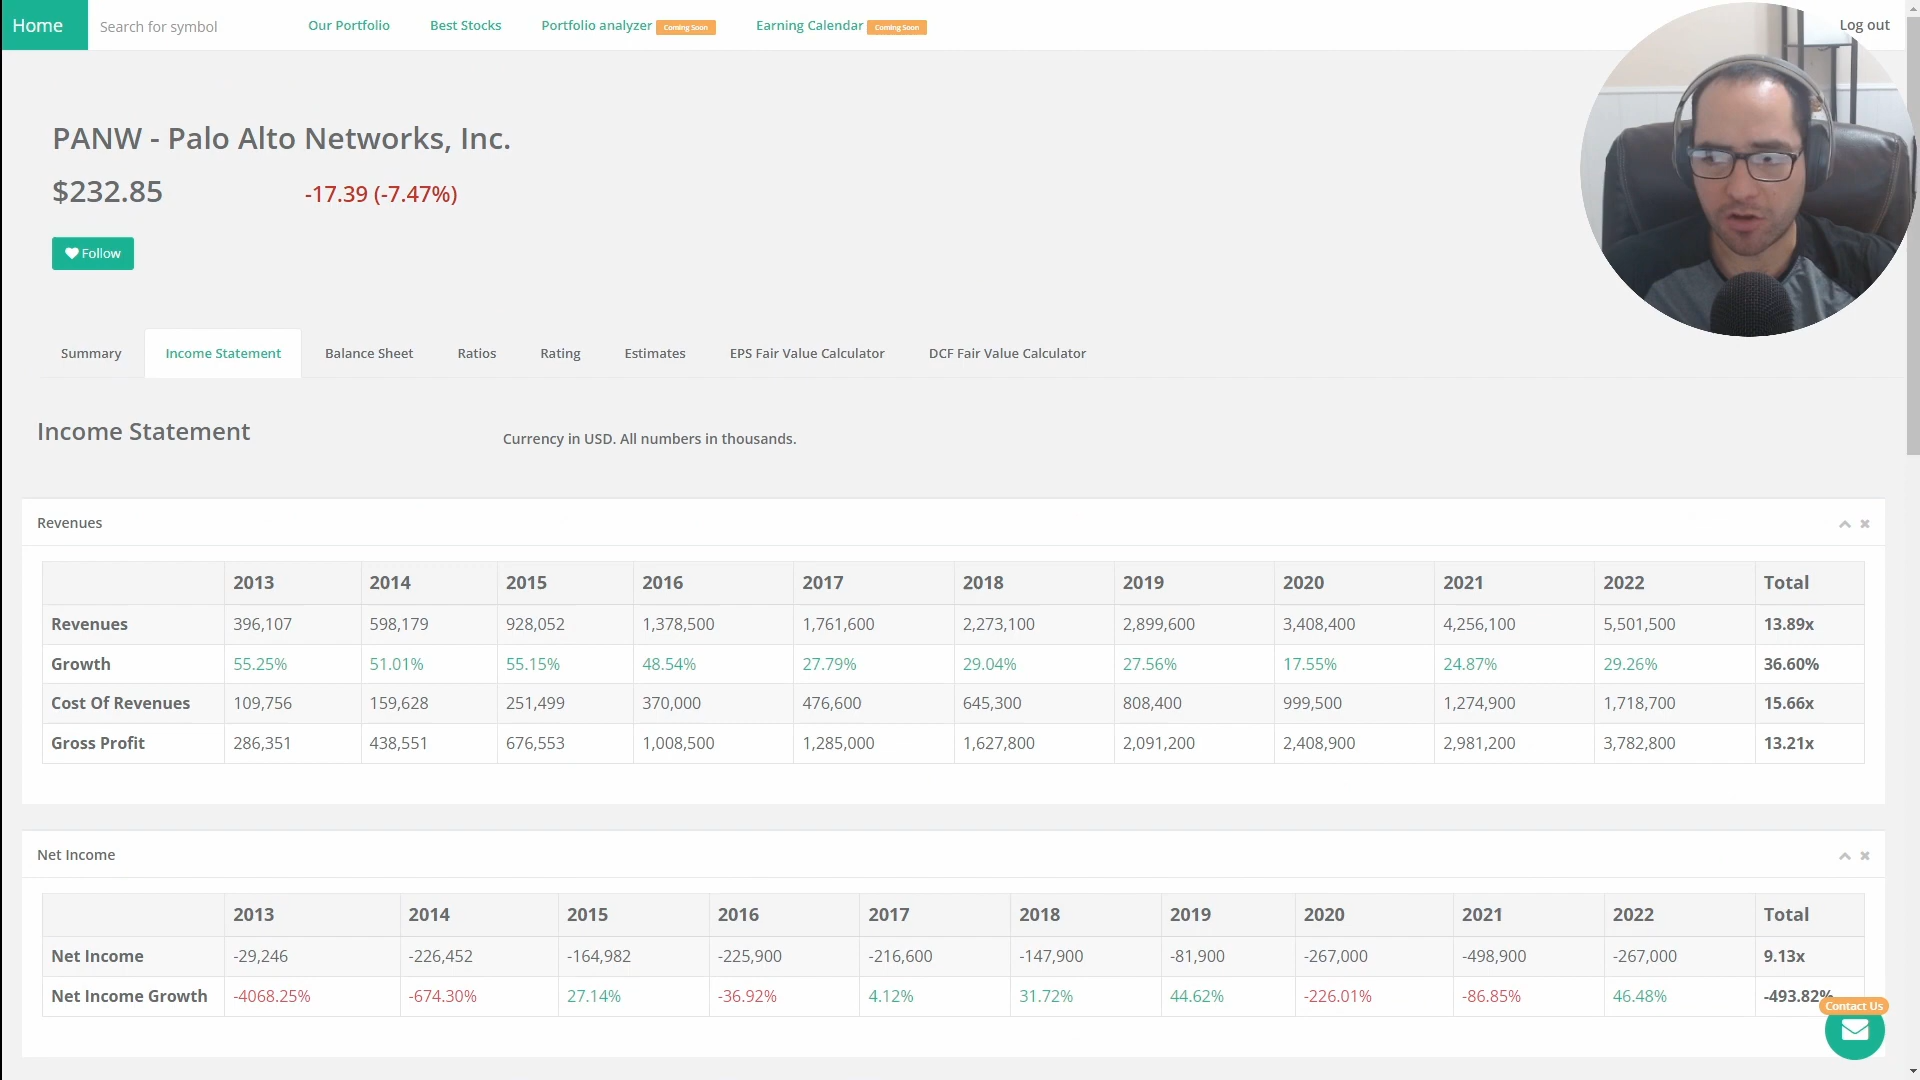 Home Search for symbol Our Portfolio Best Stocks Portfolio analyzer Coming Soon Earning Calendar Coming Soon Log out
PANW - Palo Alto Networks, Inc.
$232.85 -17.39 (-7.47%)
Follow
Summary Income Statement Balance Sheet Ratios Rating Estimates EPS Fair Value Calculator DCF Fair Value Calculator
Income Statement Currency in USD. All numbers in thousands.
Revenues
2013 2014 2015 2016 2017 2018 2019 2020 2021 2022 Total
Revenues 396,107 598,179 928,052 1,378,500 1,761,600 2,273,100 2,899,600 3,408,400 4,256,100 5,501,500 13.89x
Growth 55.25% 51.01% 55.15% 48.54% 27.79% 29.04% 27.56% 17.55% 24.87% 29.26% 36.60%
Cost Of Revenues 109,756 159,628 251,499 370,000 476,600 645,300 808,400 999,500 1,274,900 1,718,700 15.66x
Gross Profit 286,351 438,551 676,553 1,008,500 1,285,000 1,627,800 2,091,200 2,408,900 2,981,200 3,782,800 13.21x
Net Income
2013 2014 2015 2016 2017 2018 2019 2020 2021 2022 Total
Net Income -29,246 -226,452 -164,982 -225,900 -216,600 -147,900 -81,900 -267,000 -498,900 -267,000 9.13x
Net Income Growth -4068.25% -674.30% 27.14% -36.92% 4.12% 31.72% 44.62% -226.01% -86.85% 46.48% -493.82%
Contact Us